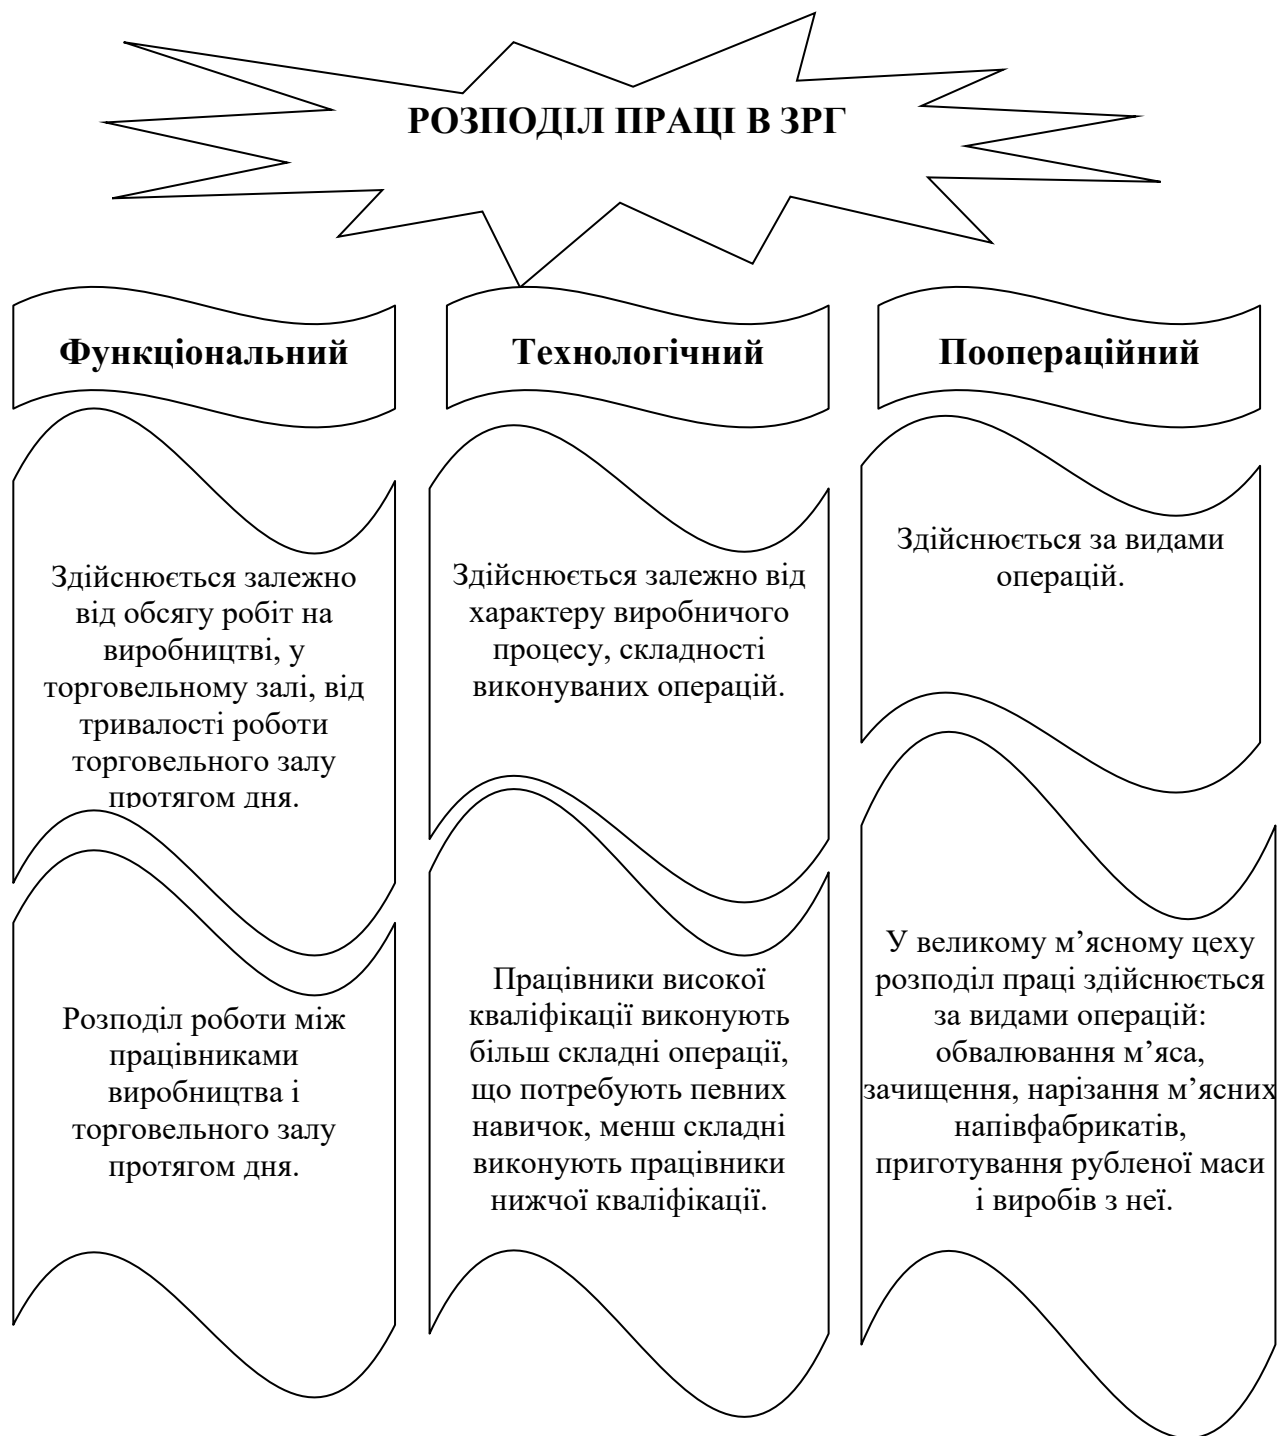 РОЗПОДІЛ ПРАЦІ В ЗРГ
Функціональний
Здійснюється залежно
від обсягу робіт на
виробництві, у
торговельному залі, від
тривалості роботи
торговельного залу
протягом дня.
Розподіл роботи між
працівниками
виробництва і
торговельного залу
протягом дня.
Технологічний
Здійснюється залежно від
характеру виробничого
процесу, складності
виконуваних операцій.
Працівники високої
кваліфікації виконують
більш складні операції,
що потребують певних
навичок, менш складні
виконують працівники
нижчої кваліфікації.
Поопераційний
Здійснюється за видами
операцій.
У великому м’ясному цеху
розподіл праці здійснюється
за видами операцій:
обвалювання м’яса,
зачищення, нарізання м’ясних
напівфабрикатів,
приготування рубленої маси
і виробів з неї.